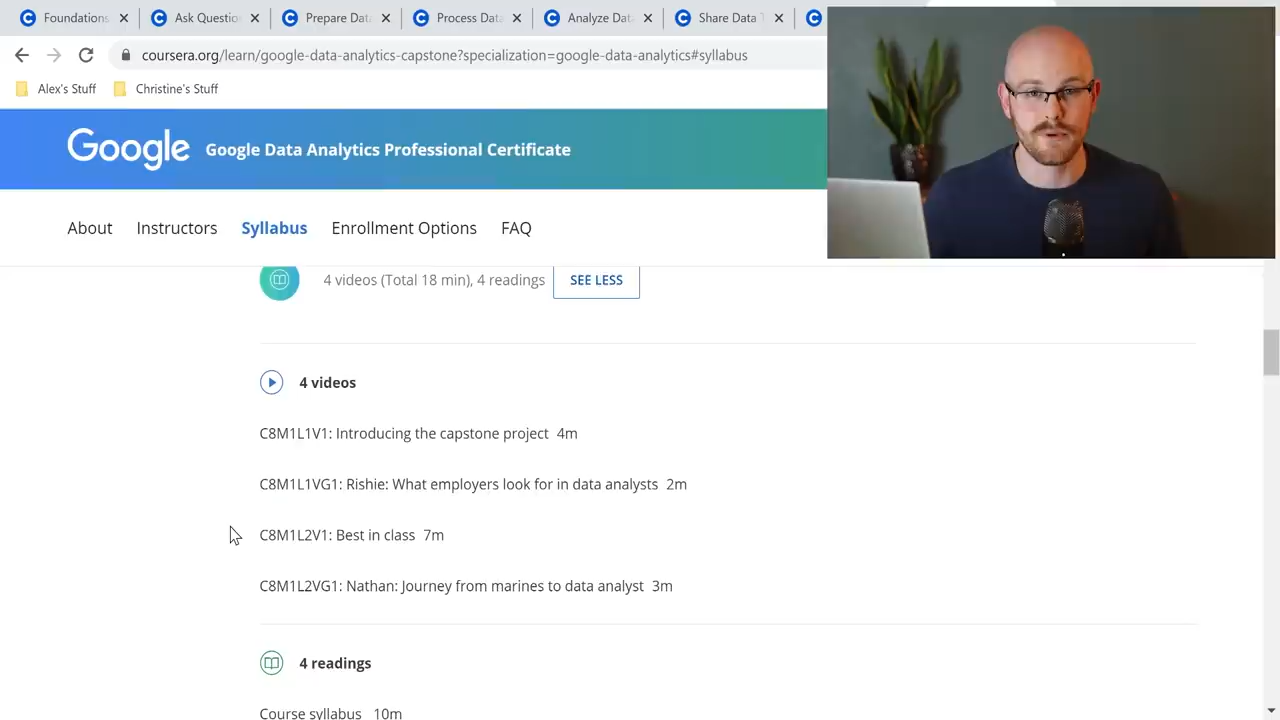 Foundations
Ask Questio
Prepare Dat
Process Data
Analyze Dat
Share Data T
coursera.org/learn/google-data-analytics-capstone?specialization=google-data-analytics#syllabus
Alex's Stuff
Christine's Stuff
Google
Google Data Analytics Professional Certificate
About
Instructors
Syllabus
Enrollment Options
FAQ
4 videos (Total 18 min), 4 readings
SEE LESS
4 videos
C8M1L1V1: Introducing the capstone project 4m
C8M1L1VG1: Rishie: What employers look for in data analysts 2m
C8M1L2V1: Best in class 7m
C8M1L2VG1: Nathan: Journey from marines to data analyst 3m
4 readings
Course syllabus 10m